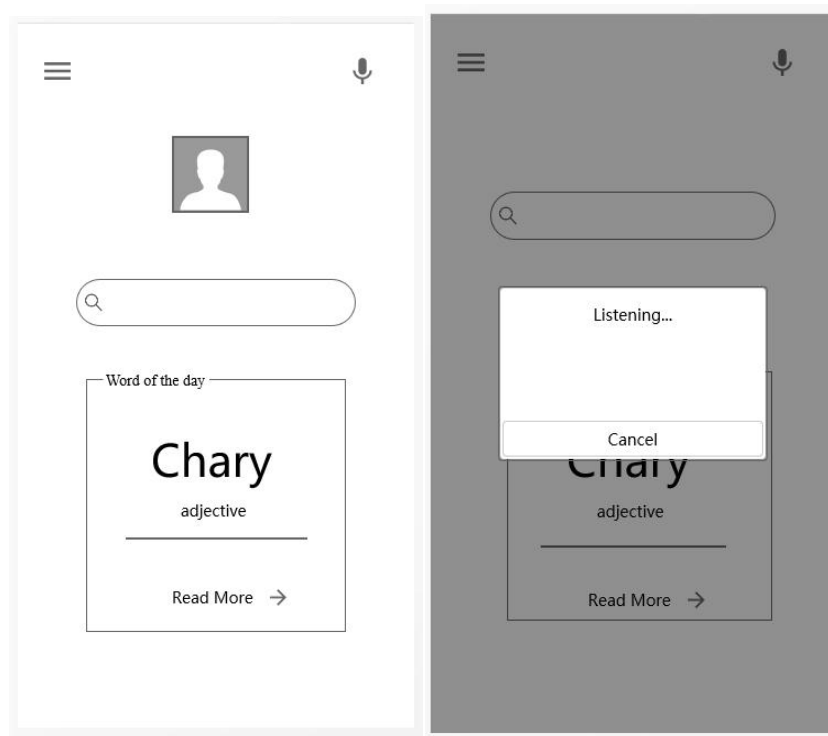 Word of the day
Chary
adjective
Read More
Listening...
Cancel
Chary
adjective
Read More